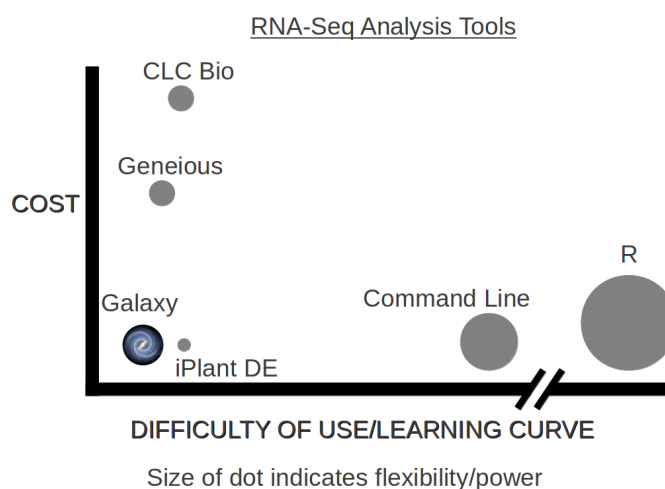 RNA-Seq Analysis Tools
CLC Bio
Geneious
COST
R
Galaxy
Command Line
iPlant DE
DIFFICULTY OF USE/LEARNING CURVE
Size of dot indicates flexibility/power